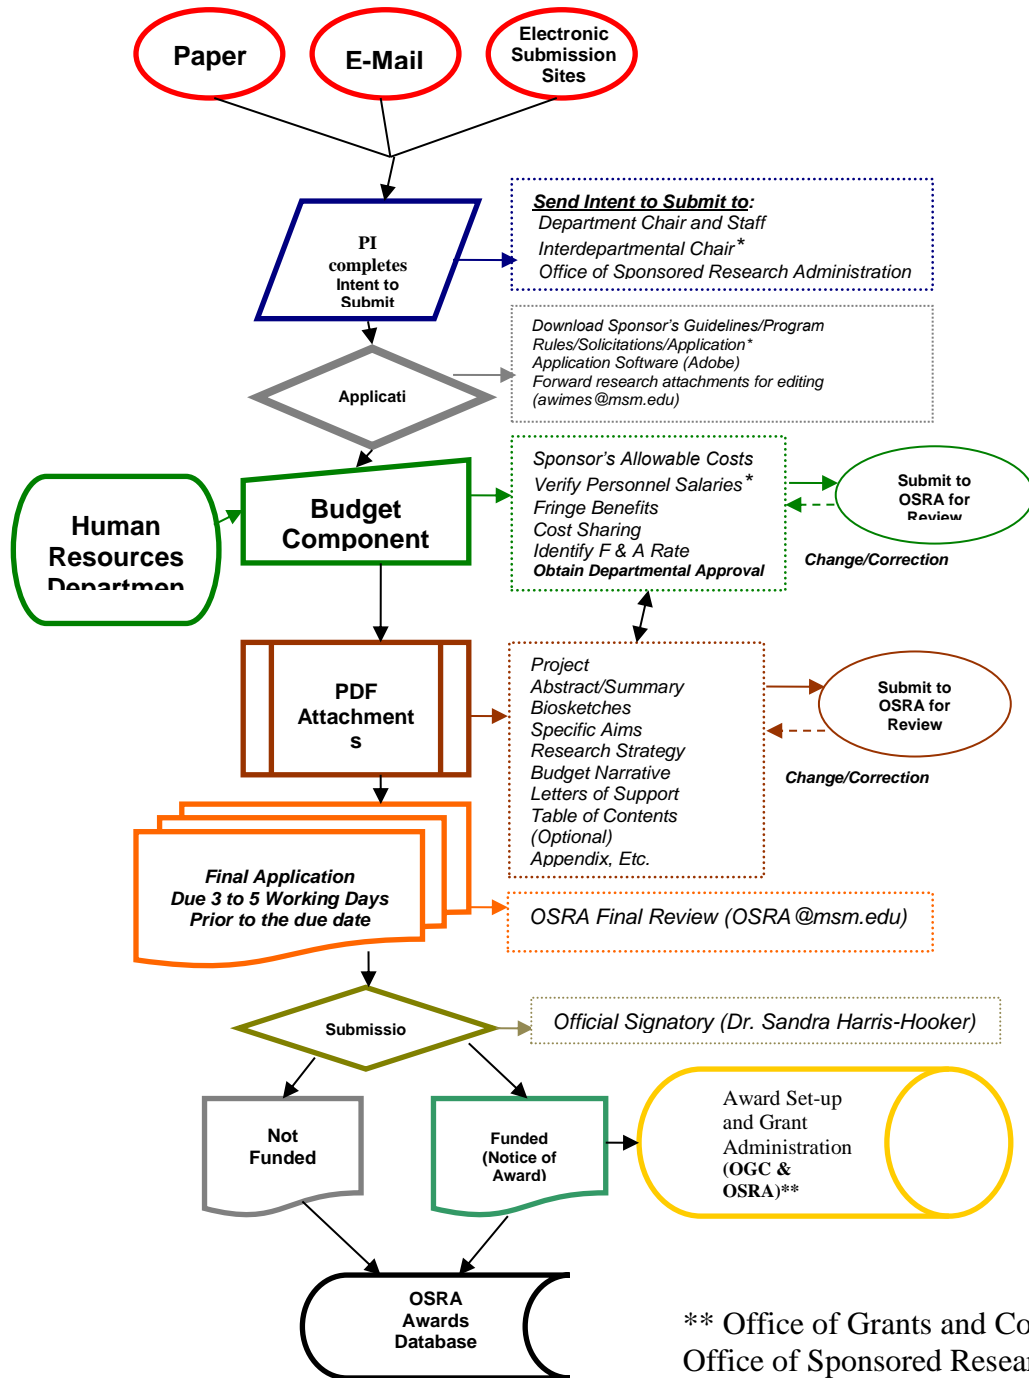 Paper
E-Mail
Electronic
Submission
Sites
PI
completes
Intent to
Submit
Send Intent to Submit to:
Department Chair and Staff
Interdepartmental Chair*
Office of Sponsored Research Administration
Applicati
Download Sponsor's Guidelines/Program
Rules/Solicitations/Application*
Application Software (Adobe)
Forward research attachments for editing
(awimes@msm.edu)
Human
Resources
Departmen
Budget
Component
Sponsor's Allowable Costs
Verify Personnel Salaries*
Fringe Benefits
Cost Sharing
Identify F & A Rate
Obtain Departmental Approval
Submit to
OSRA for
Review
Change/Correction
PDF
Attachment
s
Project
Abstract/Summary
Biosketches
Specific Aims
Research Strategy
Budget Narrative
Letters of Support
Table of Contents
(Optional)
Appendix, Etc.
Submit to
OSRA for
Review
Change/Correction
Final Application
Due 3 to 5 Working Days
Prior to the due date
OSRA Final Review (OSRA@msm.edu)
Submissio
Official Signatory (Dr. Sandra Harris-Hooker)
Not
Funded
Funded
(Notice of
Award)
Award Set-up
and Grant
Administration
(OGC &
OSRA)**
OSRA
Awards
Database
** Office of Grants and Co
Office of Sponsored Resear